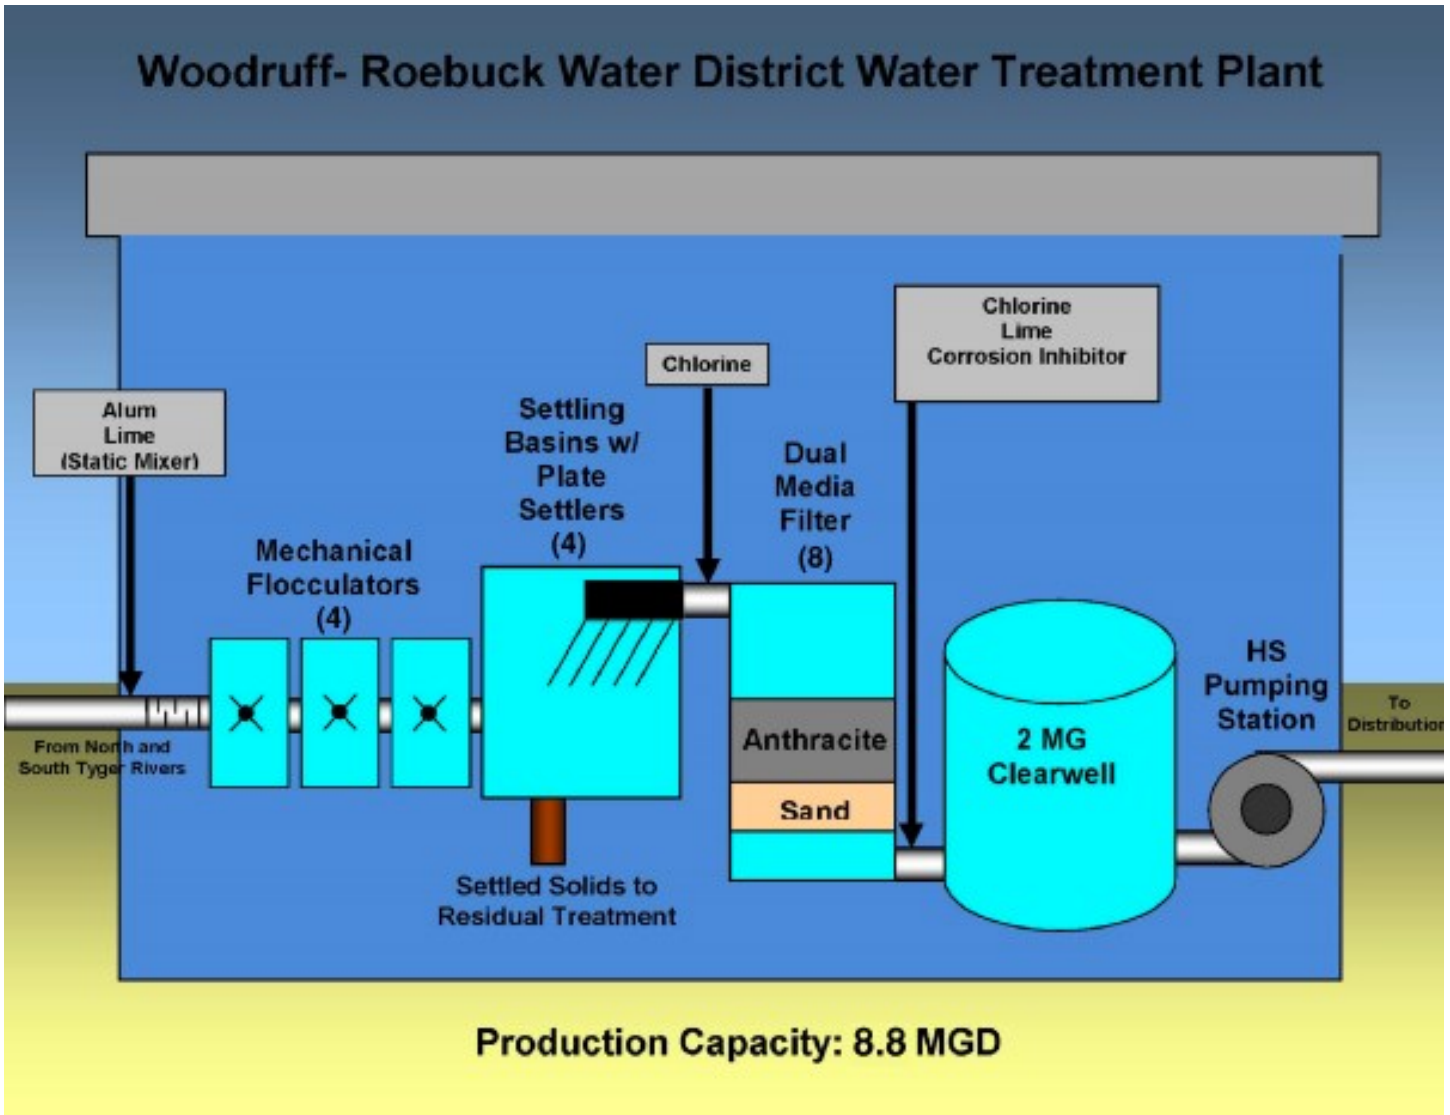 Woodruff- Roebuck Water District Water Treatment Plant
Alum
Lime
(Static Mixer)
From North and
South Tyger Rivers
Mechanical
Flocculators
(4)
Settling
Basins w/
Plate
Settlers
(4)
Settled Solids to
Residual Treatment
Chlorine
Dual
Media
Filter
(8)
Anthracite
Sand
Chlorine
Lime
Corrosion Inhibitor
2 MG
Clearwell
HS
Pumping
Station
To
Distribution
Production Capacity: 8.8 MGD